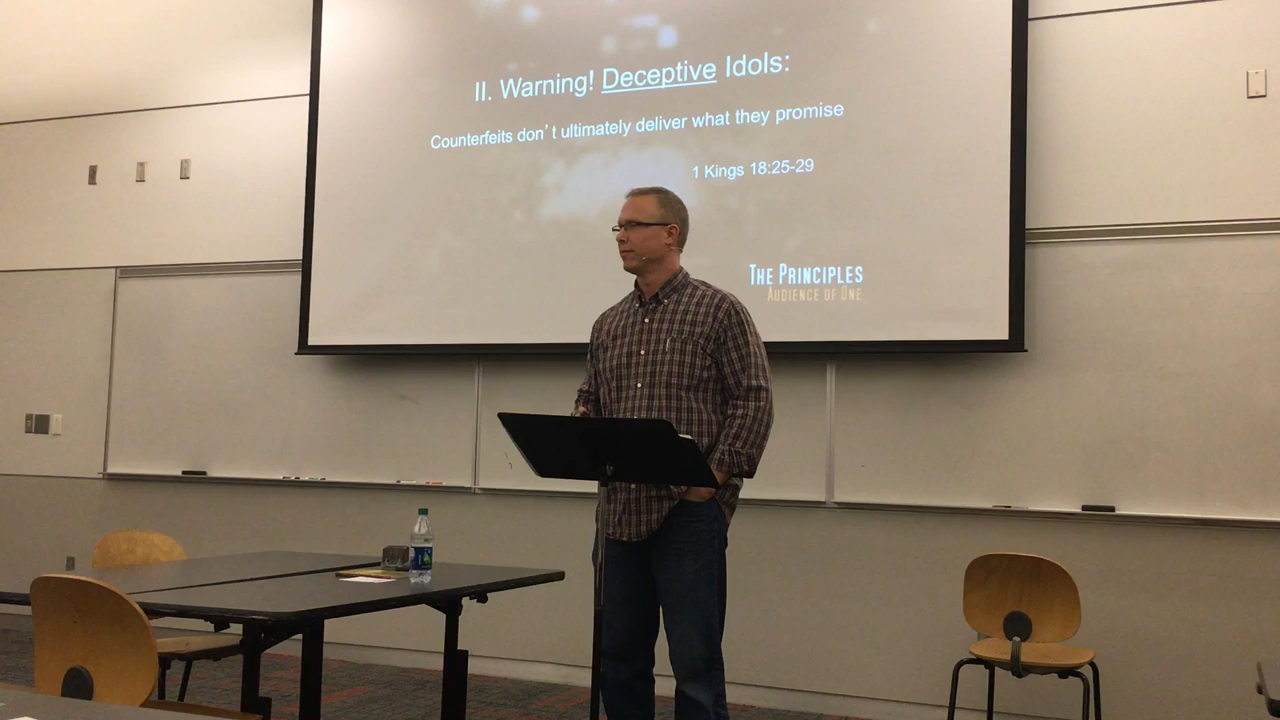 II. Warning! Deceptive Idols:
Counterfeits don't ultimately deliver what they promise
1 Kings 18:25-29
THE PRINCIPLES
AUDIENCE OF ONE